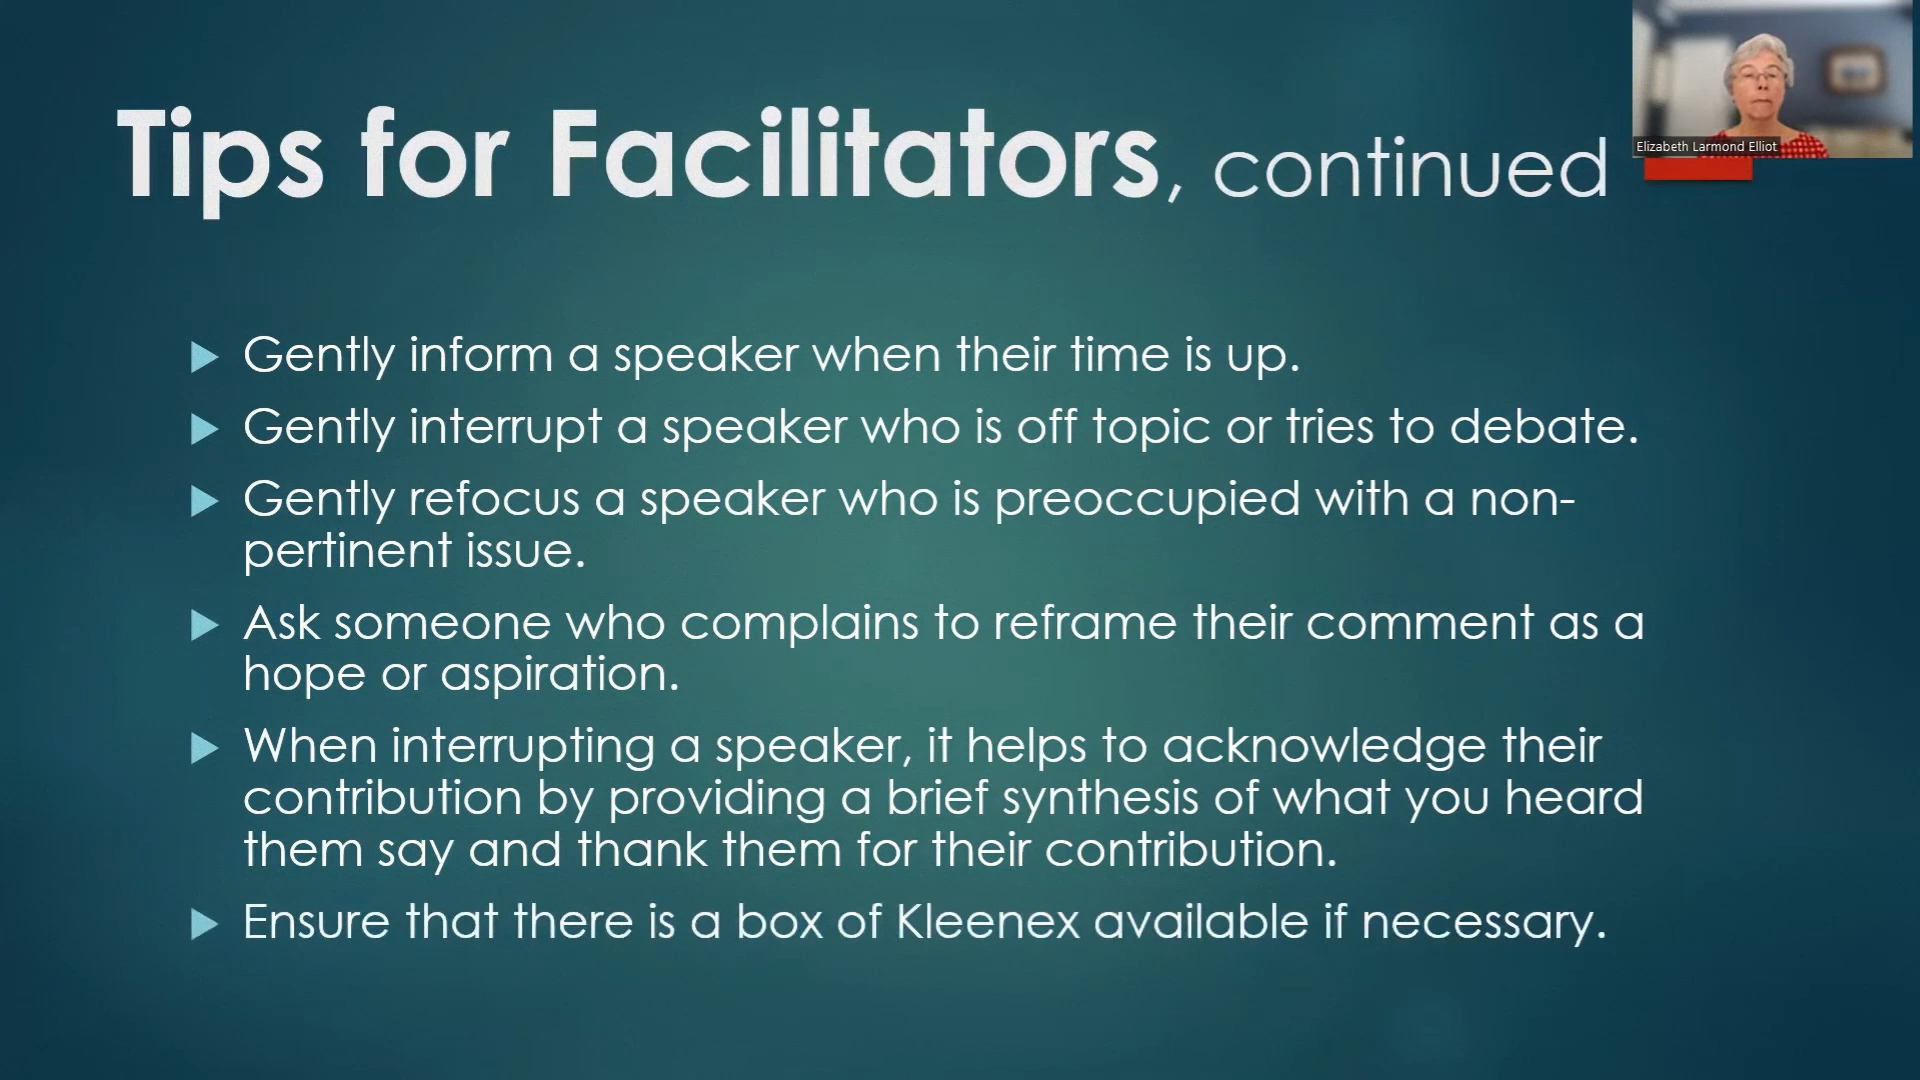 Tips for Facilitators, continued
Elizabeth Larmond Elliot
Gently inform a speaker when their time is up.
Gently interrupt a speaker who is off topic or tries to debate.
Gently refocus a speaker who is preoccupied with a non-
pertinent issue.
Ask someone who complains to reframe their comment as a
hope or aspiration.
When interrupting a speaker, it helps to acknowledge their
contribution by providing a brief synthesis of what you heard
them say and thank them for their contribution.
Ensure that there is a box of Kleenex available if necessary.